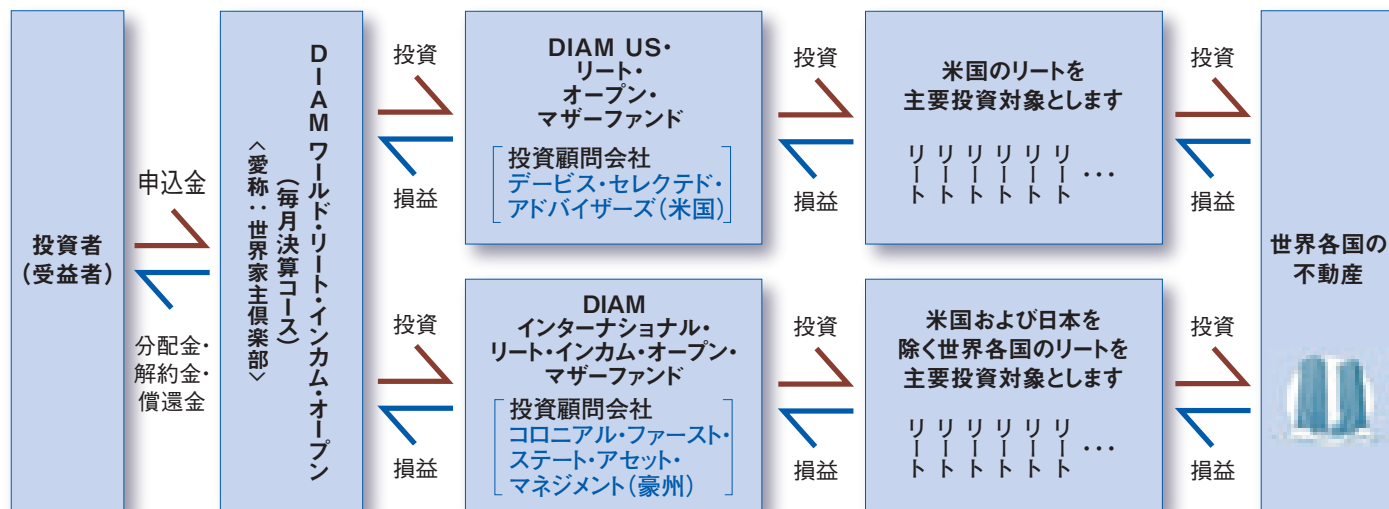 投資者
(受益者)
申込金
分配金・
解約金・
償還金
DIAMワールド・リート・インカム・オープン
(毎月決算コース)
<愛称:世界家主倶楽部>
投資
損益
DIAM US・
リート・
オープン・
マザーファンド
投資顧問会社
デービス・セレクテド・
アドバイザーズ(米国)
投資
損益
米国のリートを
主要投資対象とします
リート リート リート リート リート リート ・・・
投資
損益
投資
損益
DIAM
インターナショナル・
リート・インカム・オープン・
マザーファンド
投資顧問会社
コロニアル・ファースト・
ステート・アセット・
マネジメント(豪州)
投資
損益
米国および日本を
除く世界各国のリートを
主要投資対象とします
リート リート リート リート リート リート ・・・
投資
損益
世界各国の
不動産